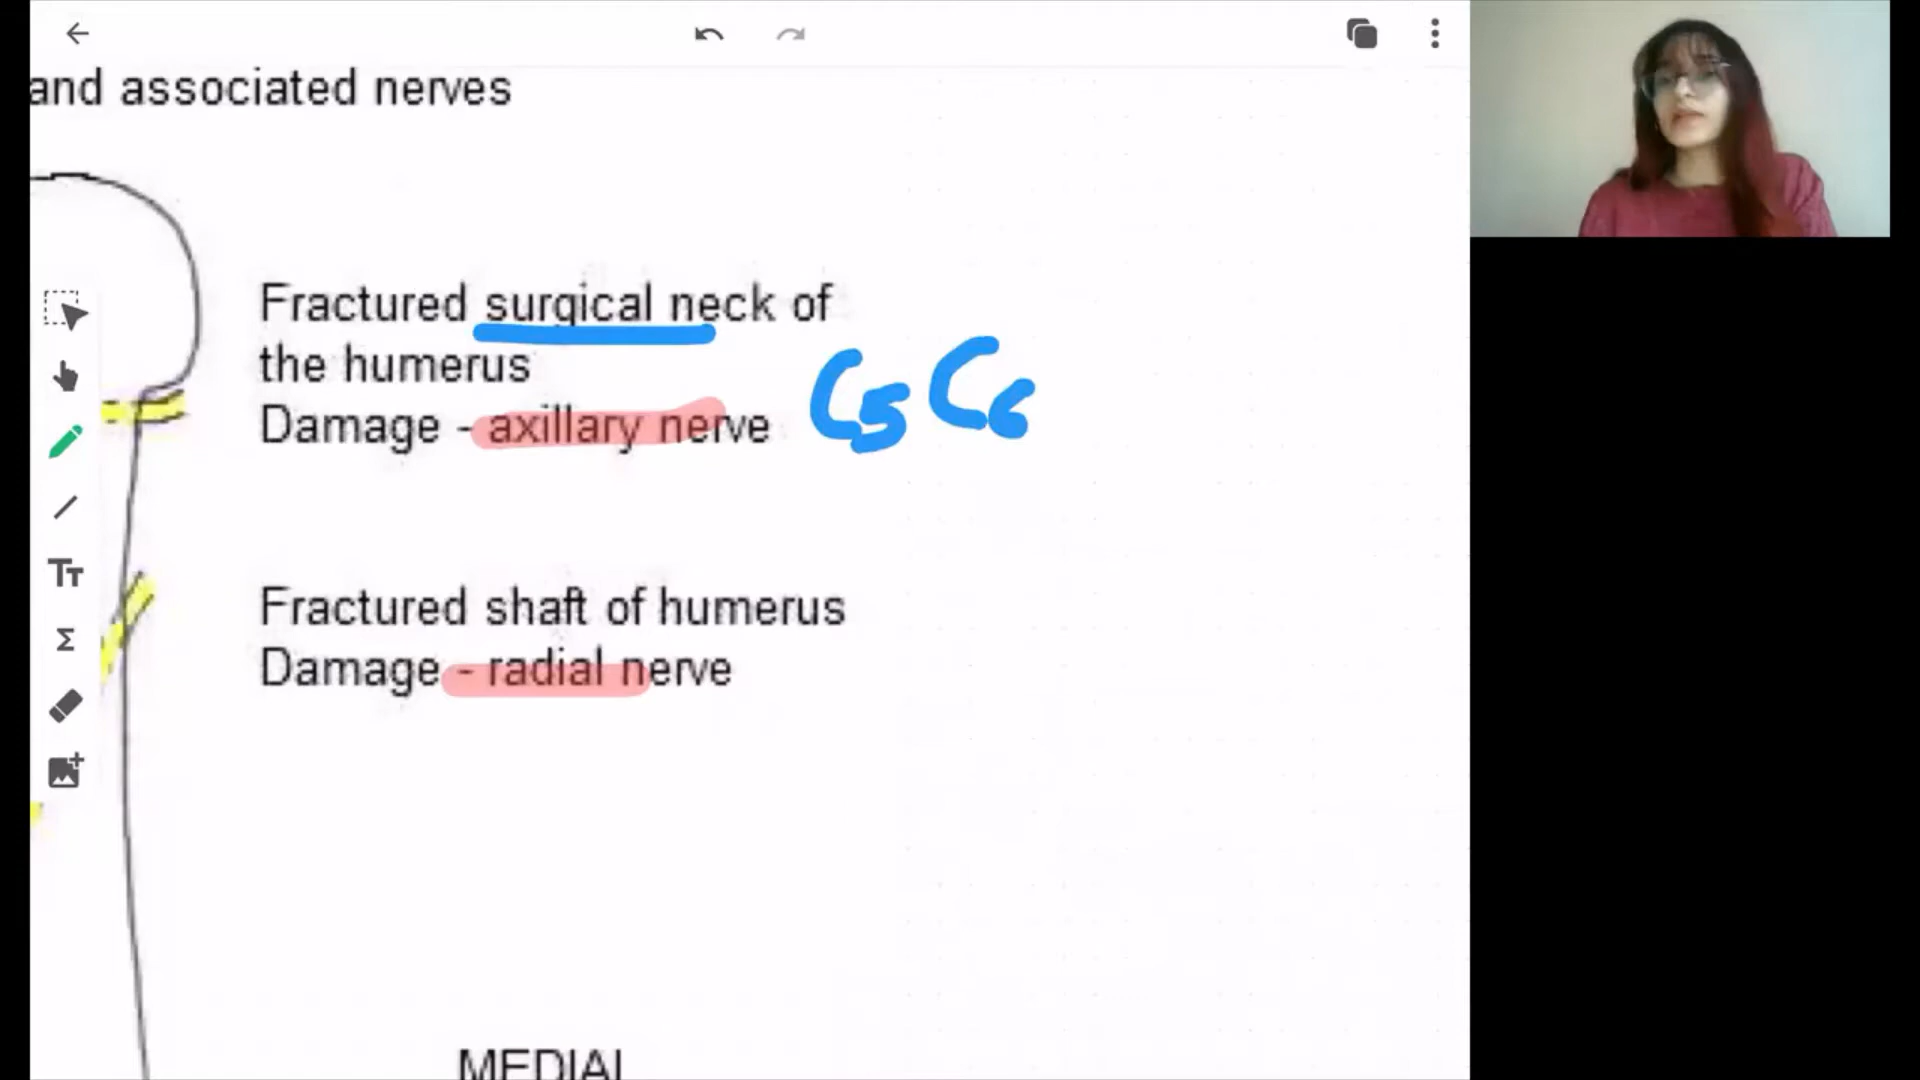 and associated nerves
Fractured surgical neck of
the humerus
Damage - axillary nerve C5 C6
Fractured shaft of humerus
Damage - radial nerve
MEDIAL